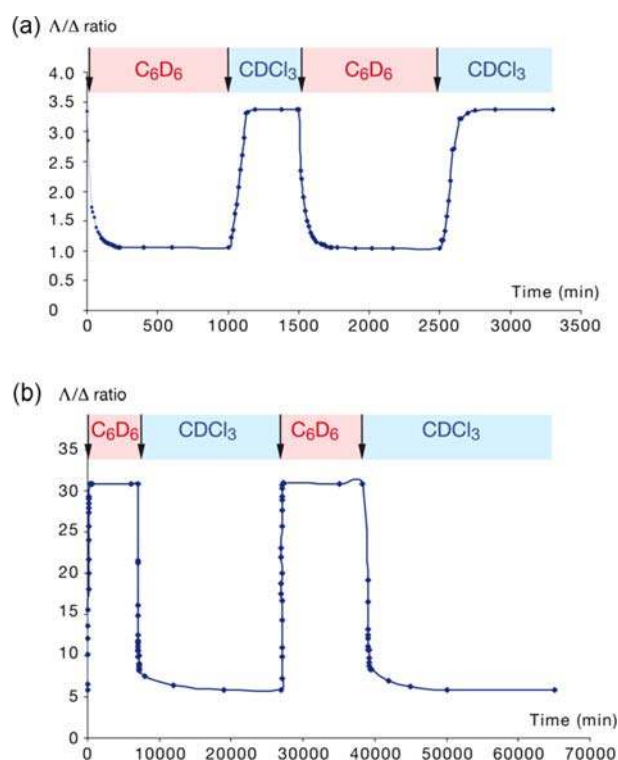 (a) Λ/Δ ratio
C₆D₆ CDCl₃ C₆D₆ CDCl₃
4.0
3.5
3.0
2.5
2.0
1.5
1.0
0.5
0
Time (min)
0 500 1000 1500 2000 2500 3000 3500
(b) Λ/Δ ratio
C₆D₆ CDCl₃ C₆D₆ CDCl₃
35
30
25
20
15
10
5
0
Time (min)
0 10000 20000 30000 40000 50000 60000 70000